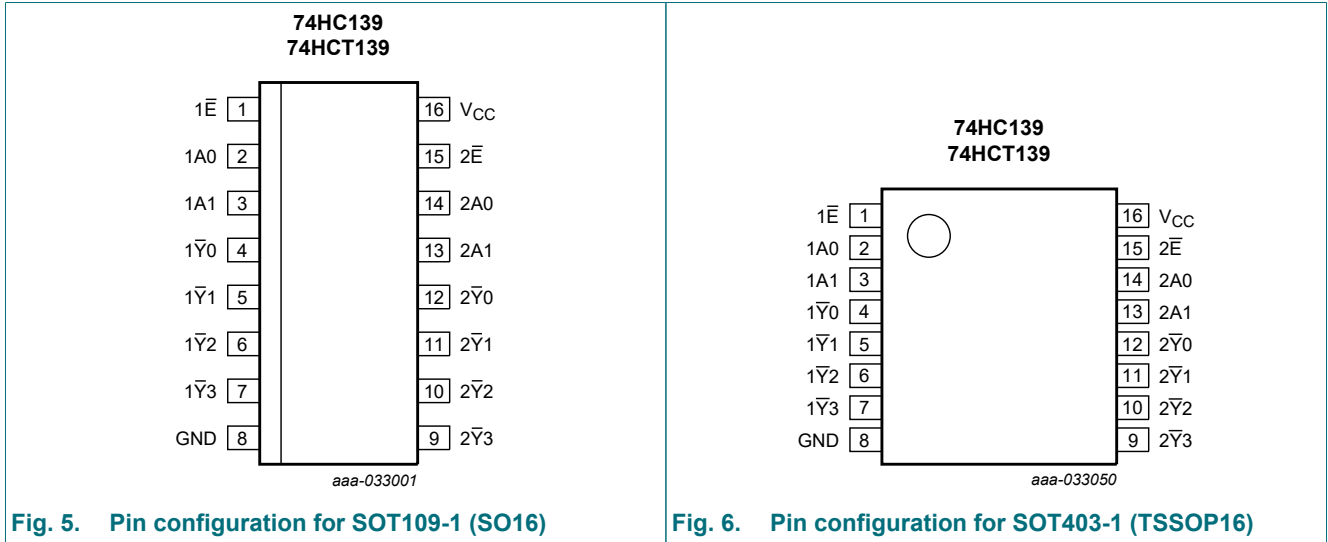 74HC139
74HCT139
1E̅ 1
16 VCC
1A0 2
15 2E̅
1A1 3
14 2A0
1Y̅0 4
13 2A1
1Y̅1 5
12 2Y̅0
1Y̅2 6
11 2Y̅1
1Y̅3 7
10 2Y̅2
GND 8
9 2Y̅3
aaa-033001
Fig. 5. Pin configuration for SOT109-1 (SO16)
74HC139
74HCT139
1E̅ 1
16 VCC
1A0 2
15 2E̅
1A1 3
14 2A0
1Y̅0 4
13 2A1
1Y̅1 5
12 2Y̅0
1Y̅2 6
11 2Y̅1
1Y̅3 7
10 2Y̅2
GND 8
9 2Y̅3
aaa-033050
Fig. 6. Pin configuration for SOT403-1 (TSSOP16)